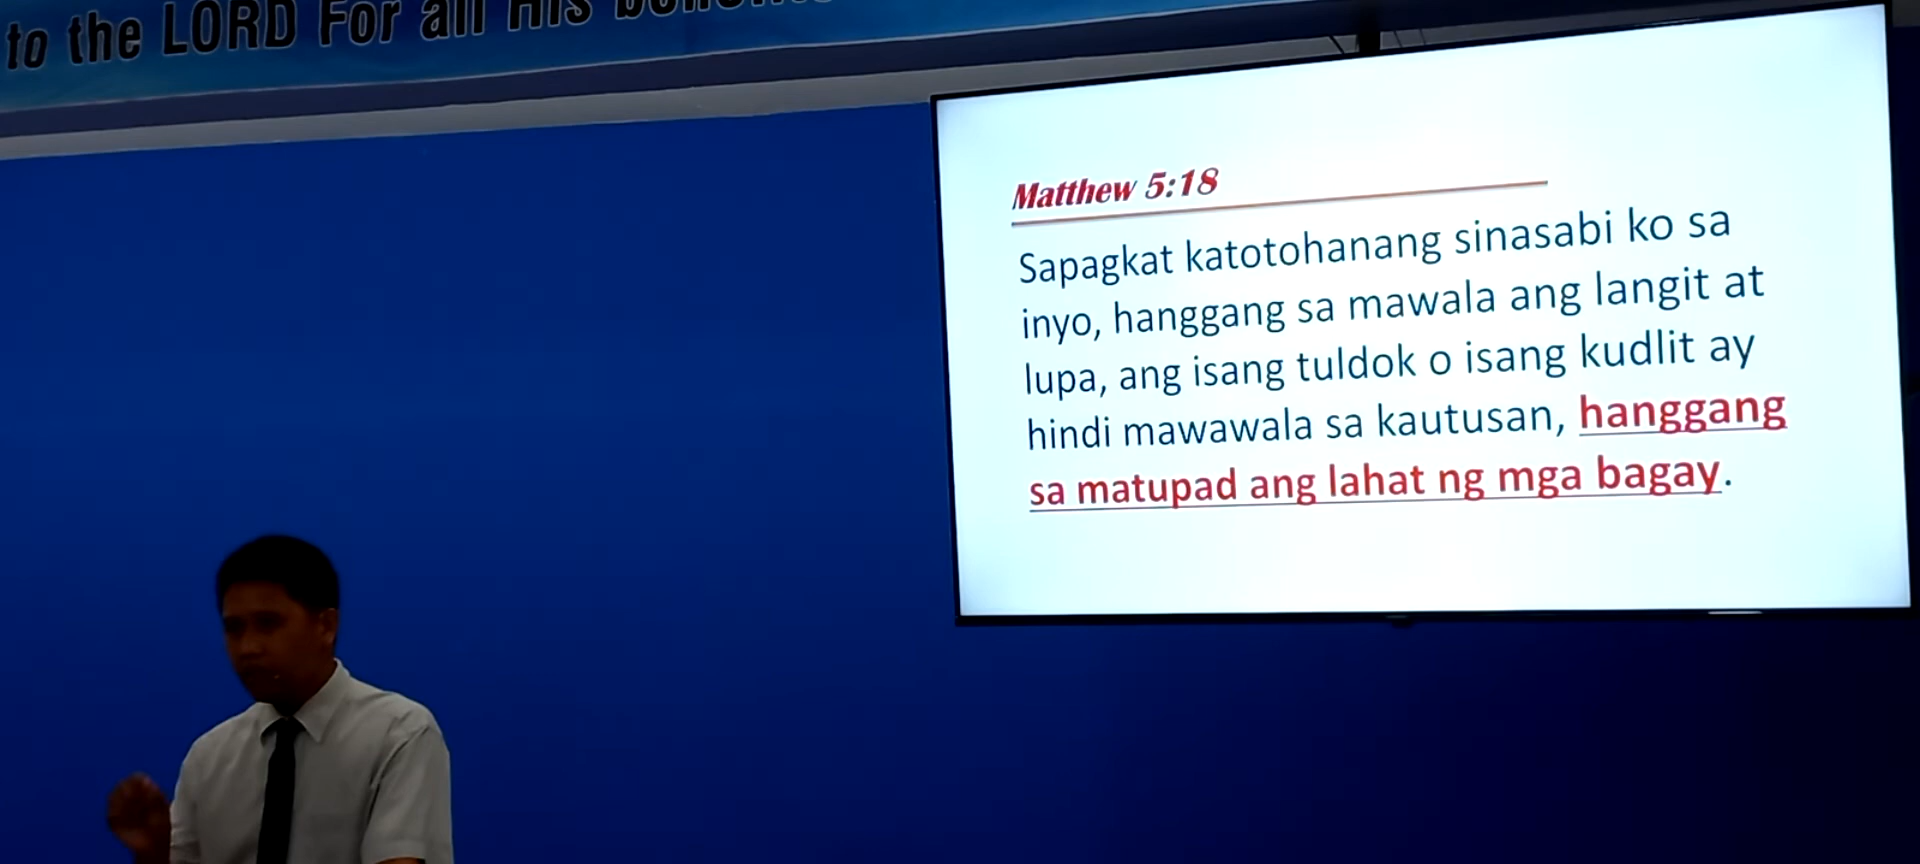 to the LORD For all His
Matthew 5:18
Sapagkat katotohanang sinasabi ko sa
inyo, hanggang sa mawala ang langit at
lupa, ang isang tuldok o isang kudlit ay
hindi mawawala sa kautusan, hanggang
sa matupad ang lahat ng mga bagay.